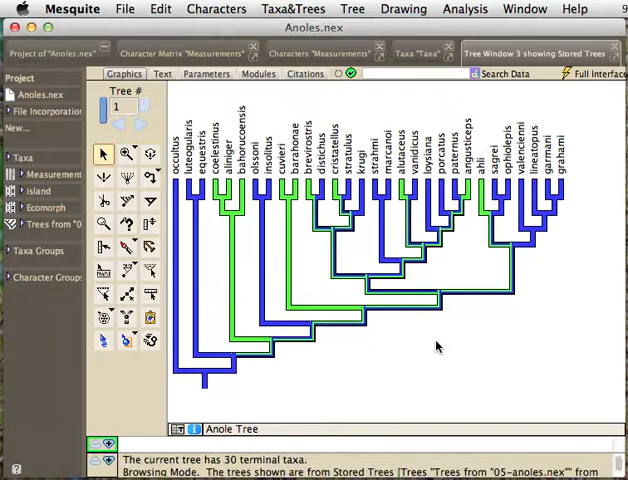 Mesquite File Edit Characters Taxa&Trees Tree Drawing Analysis Window Help
Anoles.nex
Project of "Anoles.nex" Character Matrix "Measurements" Characters "Measurements" Taxa "Taxa" Tree Window 3 showing Stored Trees
Project Graphics Text Parameters Modules Citations Search Data Full Interface
Anoles.nex
File Incorporation
New...
Taxa
Measurement
Island
Ecomorph
Trees from "0
Taxa Groups
Character Group
Tree #
1
occultus luteogularis equestris coelestinus aliniger bahorucoensis olssoni insolitus cuvieri barahonae brevirostris distichus cristatellus stratulus krugi strahmi marcanoi alutaceus vanidicus loysiana porcatus paternus angusticeps ahli sagrei ophiolepis valencienni lineatopus garmani grahami
Anole Tree
The current tree has 30 terminal taxa.
Browsing Mode. The trees shown are from Stored Trees [Trees "Trees from "05-anoles.nex"" from